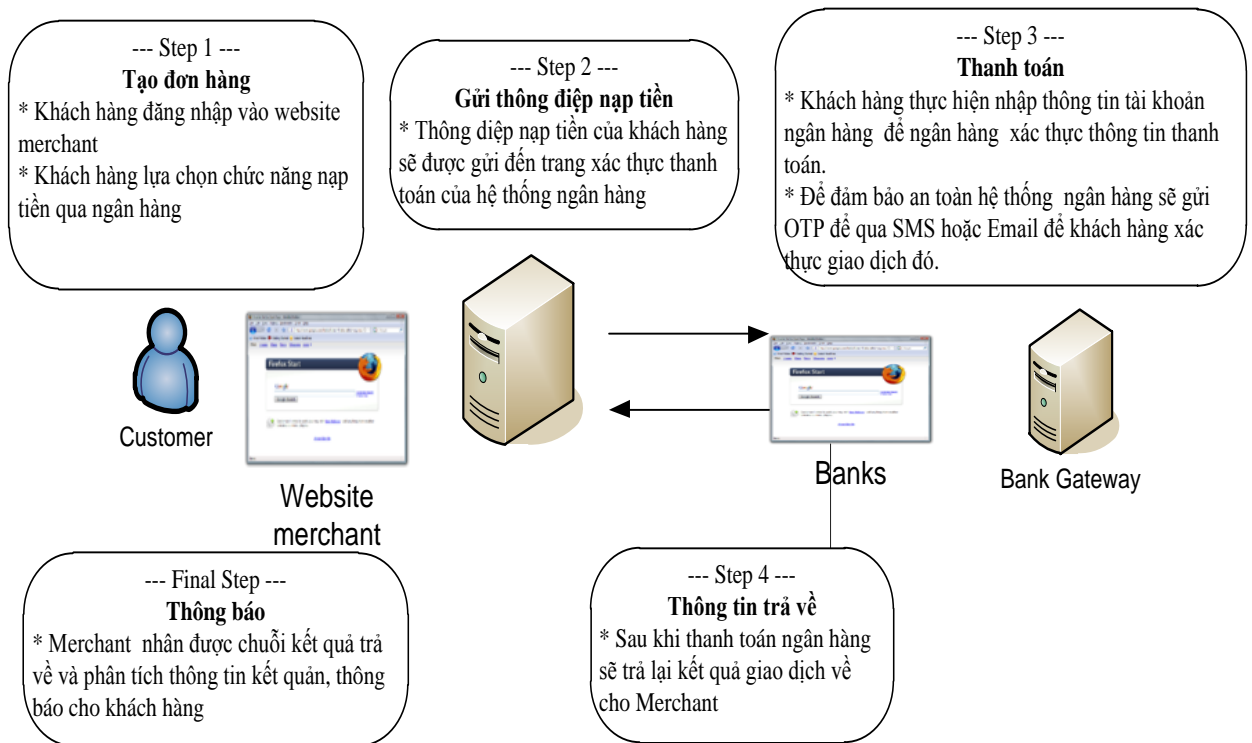 --- Step 1 ---
Tạo đơn hàng
* Khách hàng đăng nhập vào website
merchant
* Khách hàng lựa chọn chức năng nạp
tiền qua ngân hàng
--- Step 2 ---
Gửi thông điệp nạp tiền
* Thông diệp nạp tiền của khách hàng
sẽ được gửi đến trang xác thực thanh
toán của hệ thống ngân hàng
--- Step 3 ---
Thanh toán
* Khách hàng thực hiện nhập thông tin tài khoản
ngân hàng để ngân hàng xác thực thông tin thanh
toán.
* Để đảm bảo an toàn hệ thống ngân hàng sẽ gửi
OTP để qua SMS hoặc Email để khách hàng xác
thực giao dịch đó.
Firefox Start
Firefox Start
Customer
Website
merchant
Banks
Bank Gateway
--- Final Step ---
Thông báo
* Merchant nhân được chuỗi kết quả trả
về và phân tích thông tin kết quản, thông
báo cho khách hàng
--- Step 4 ---
Thông tin trả về
* Sau khi thanh toán ngân hàng
sẽ trả lại kết quả giao dịch về
cho Merchant